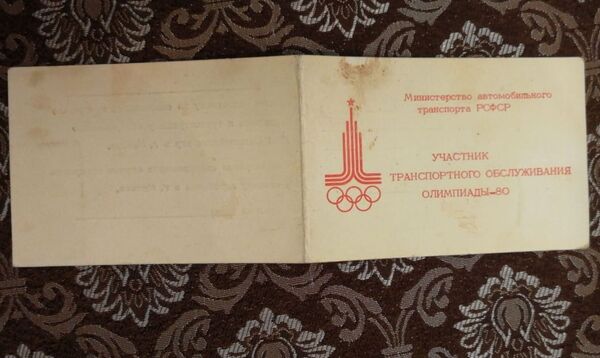 Министерство автомобильного
транспорта РСФСР
УЧАСТНИК
ТРАНСПОРТНОГО ОБСЛУЖИВАНИЯ
ОЛИМПИАДЫ-80